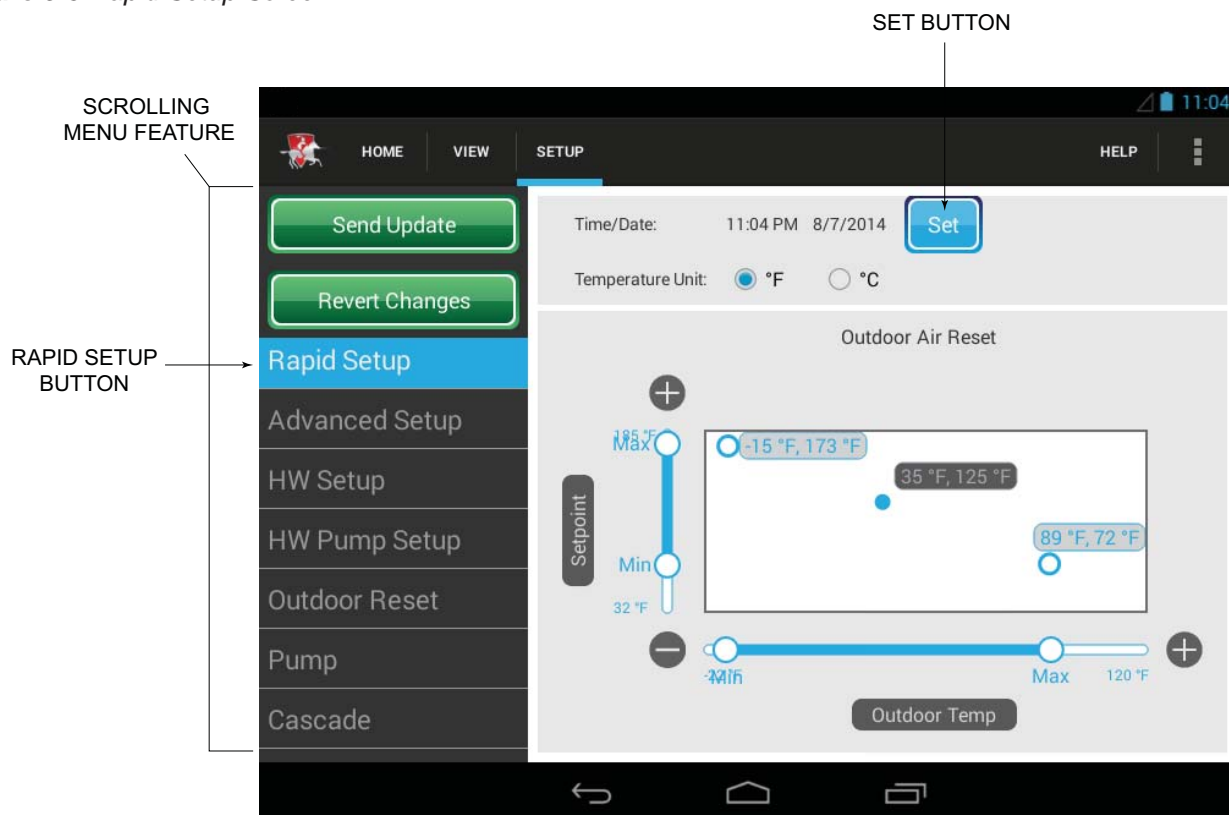 SET BUTTON
SCROLLING
MENU FEATURE
RAPID SETUP
BUTTON
11:04
HOME
VIEW
SETUP
HELP
Send Update
Revert Changes
Rapid Setup
Advanced Setup
HW Setup
HW Pump Setup
Outdoor Reset
Pump
Cascade
Time/Date: 11:04 PM 8/7/2014 Set
Temperature Unit: °F °C
Outdoor Air Reset
185 °F
Max
Setpoint
Min
32 °F
-15 °F, 173 °F
35 °F, 125 °F
89 °F, 72 °F
Min
Max
120 °F
Outdoor Temp